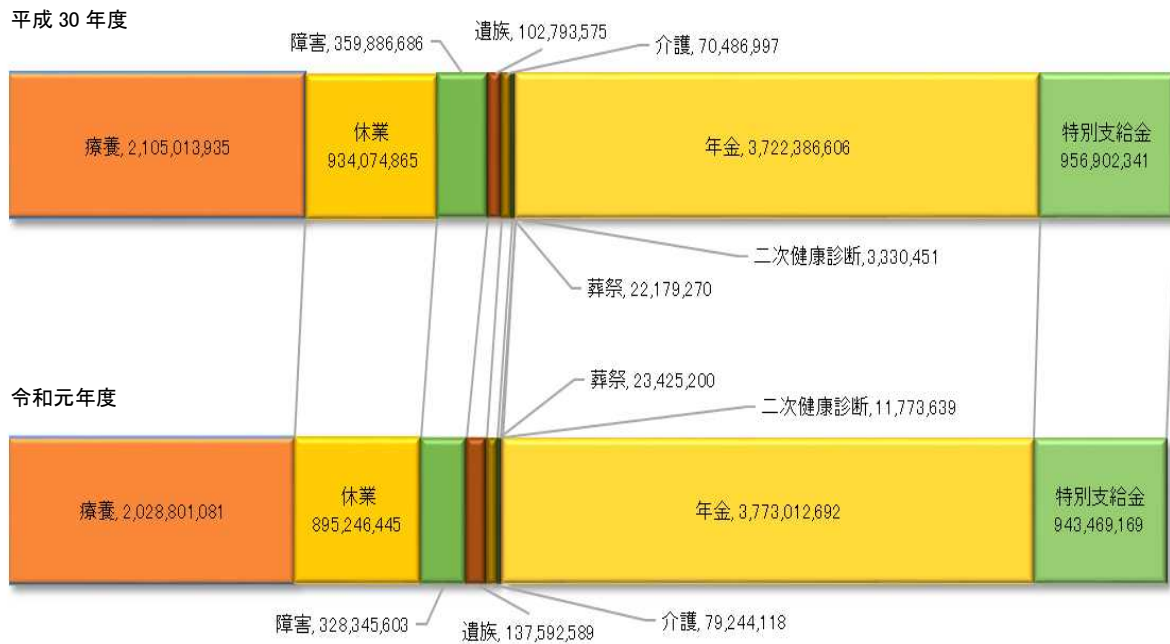 平成 30 年度
障害, 359,886,686
遺族, 102,793,575
介護, 70,486,997
療養, 2,105,013,935
休業
934,074,865
年金, 3,722,386,606
特別支給金
956,902,341
二次健康診断,3,330,451
葬祭, 22,179,270
令和元年度
葬祭, 23,425,200
二次健康診断,11,773,639
療養, 2,028,801,081
休業
895,246,445
年金, 3,773,012,692
特別支給金
943,469,169
障害, 328,345,603
遺族, 137,592,589
介護, 79,244,118